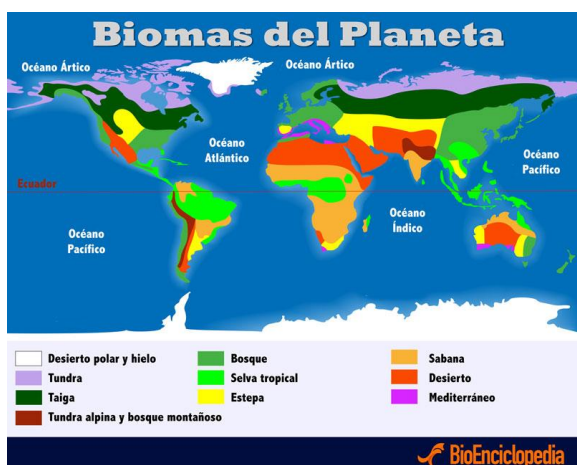 Biomas del Planeta
Océano Ártico
Océano Ártico
Océano
Atlántico
Océano
Pacífico
Ecuador
Océano
Índico
Océano
Pacífico
Desierto polar y hielo
Bosque
Sabana
Tundra
Selva tropical
Desierto
Taiga
Estepa
Mediterráneo
Tundra alpina y bosque montañoso
BioEnciclopedia